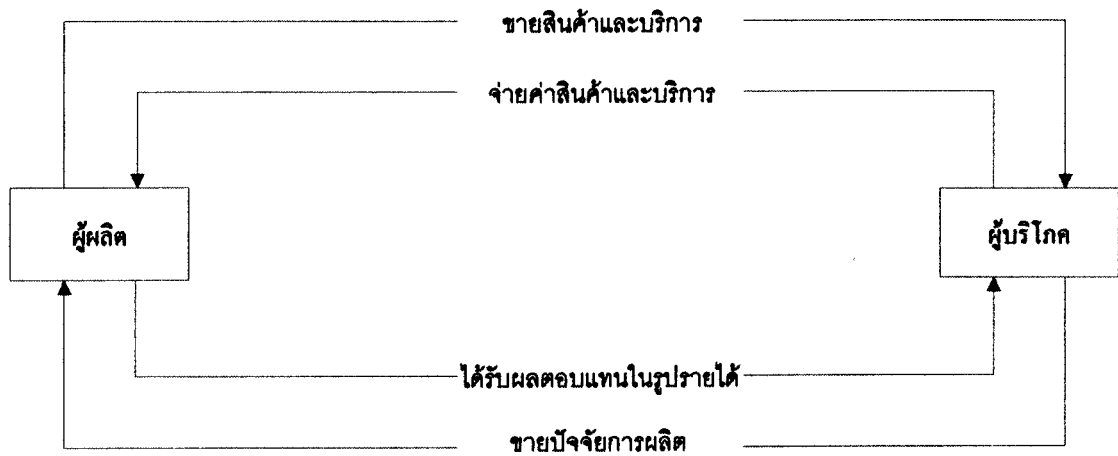 ขายสินค้าและบริการ
จ่ายค่าสินค้าและบริการ
ผู้ผลิต
ผู้บริโภค
ได้รับผลตอบแทนในรูปรายได้
ขายปัจจัยการผลิต